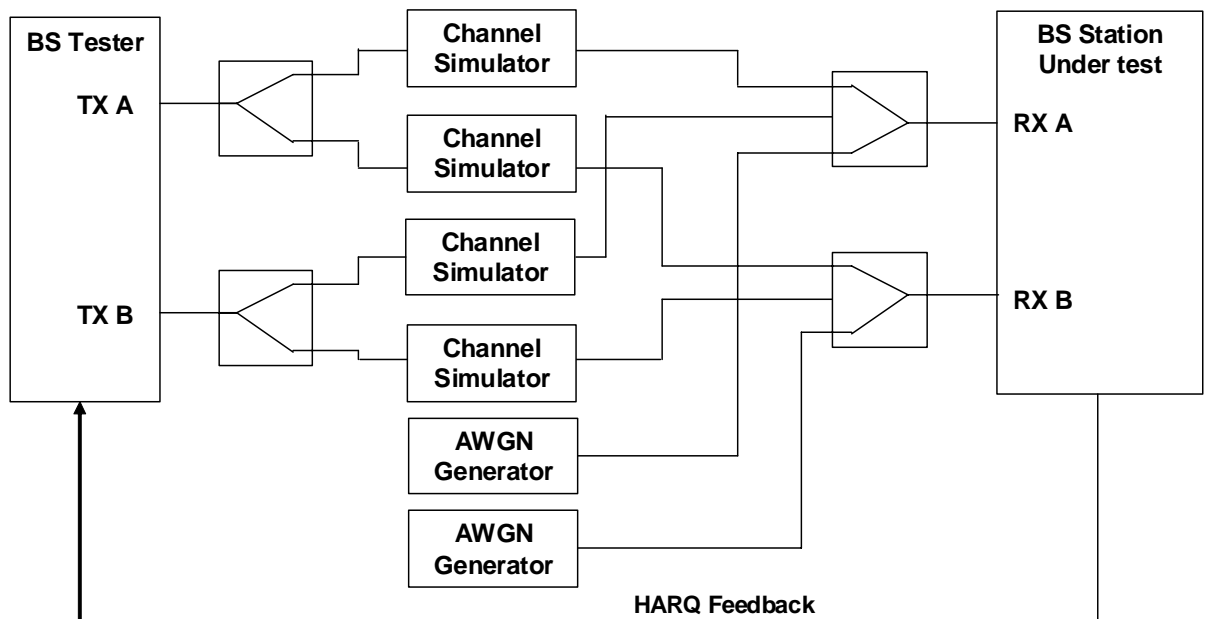 BS Tester
TX A
TX B
Channel
Simulator
Channel
Simulator
Channel
Simulator
Channel
Simulator
AWGN
Generator
AWGN
Generator
BS Station
Under test
RX A
RX B
HARQ Feedback